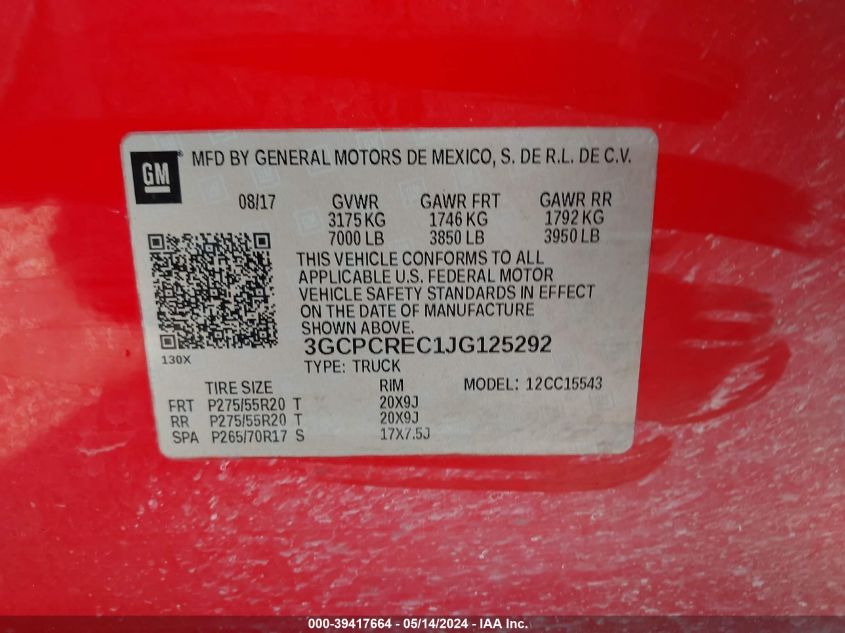 GM ® MFD BY GENERAL MOTORS DE MEXICO, S. DE R.L. DE C.V.
08/17 GVWR GAWR FRT GAWR RR
3175 KG 1746 KG 1792 KG
7000 LB 3850 LB 3950 LB
THIS VEHICLE CONFORMS TO ALL
APPLICABLE U.S. FEDERAL MOTOR
VEHICLE SAFETY STANDARDS IN EFFECT
ON THE DATE OF MANUFACTURE
SHOWN ABOVE.
130X
3GCPCREC1JG125292
TYPE: TRUCK MODEL: 12CC15543
TIRE SIZE RIM
FRT P275/55R20 T 20X9J
RR P275/55R20 T 20X9J
SPA P265/70R17 S 17X7.5J
000-39417664 - 05/14/2024 - IAA Inc.